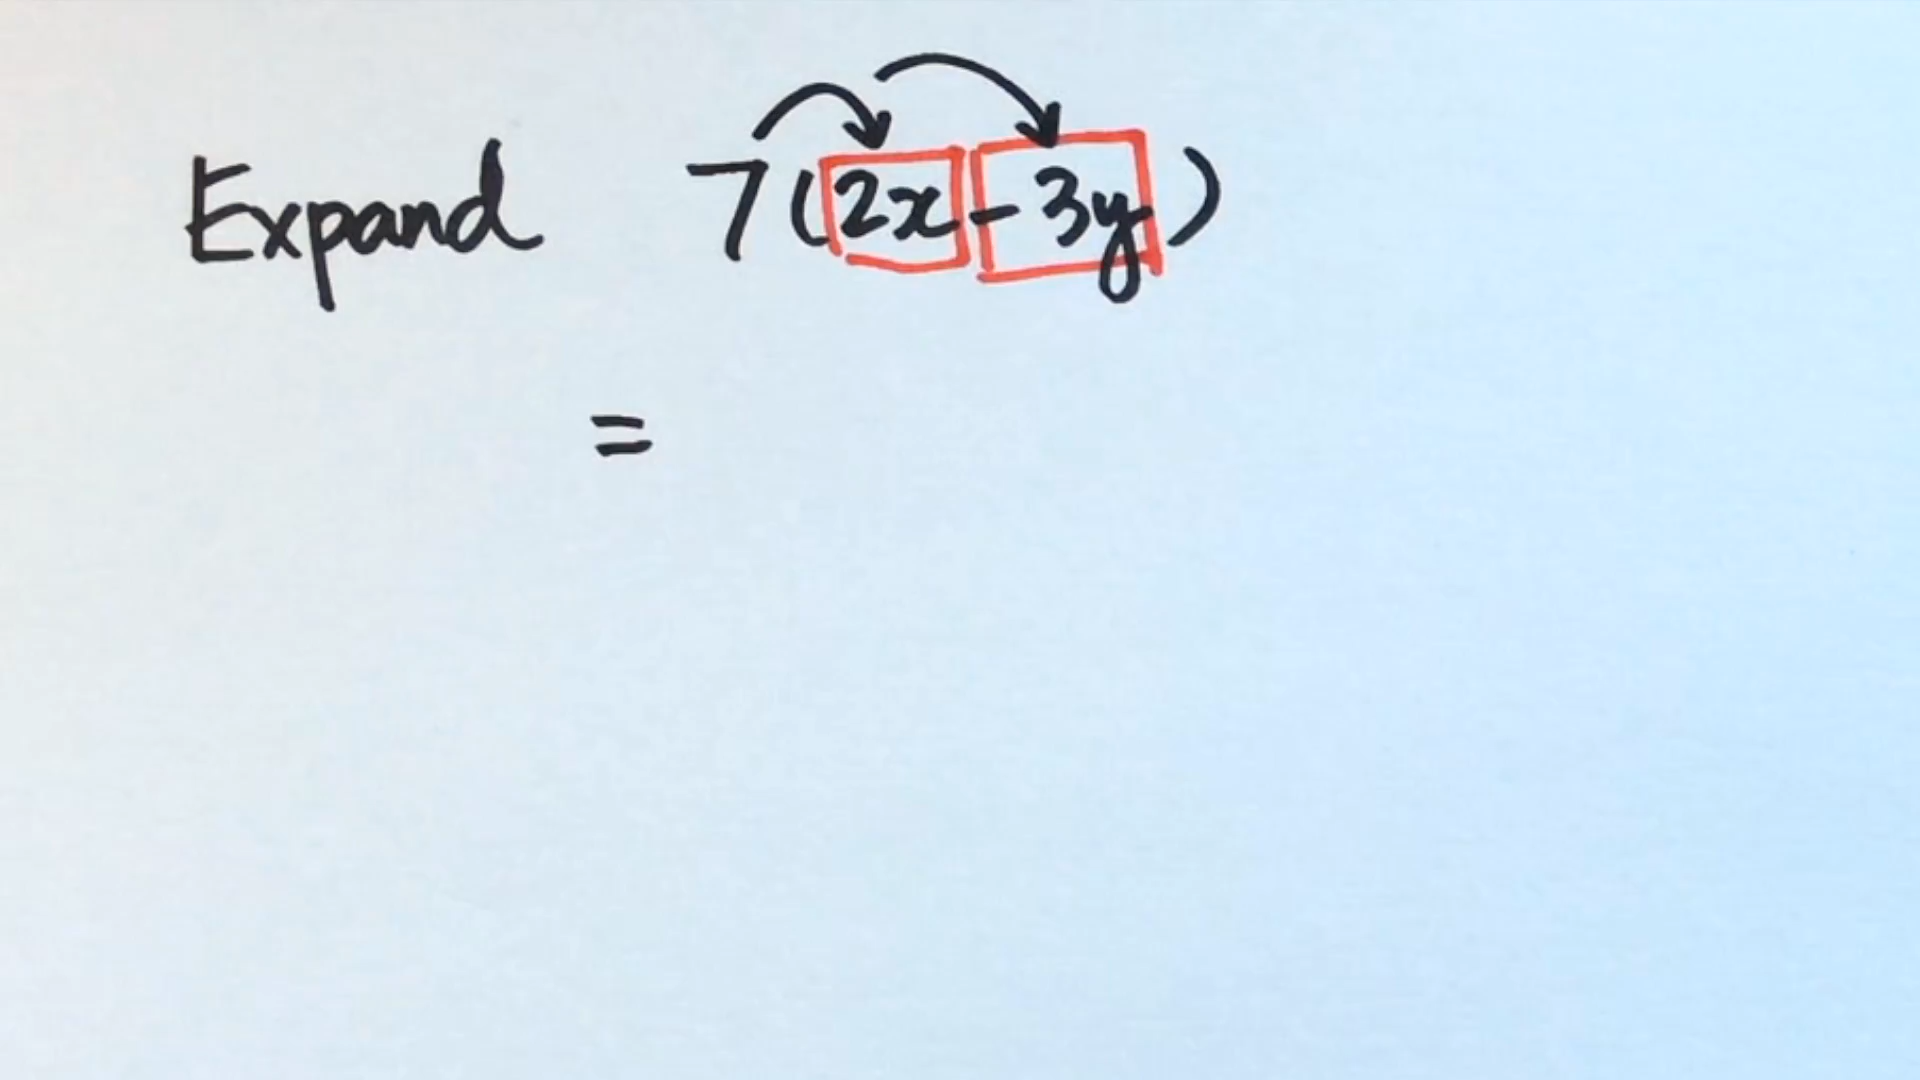 Expand 7(2x - 3y)
=